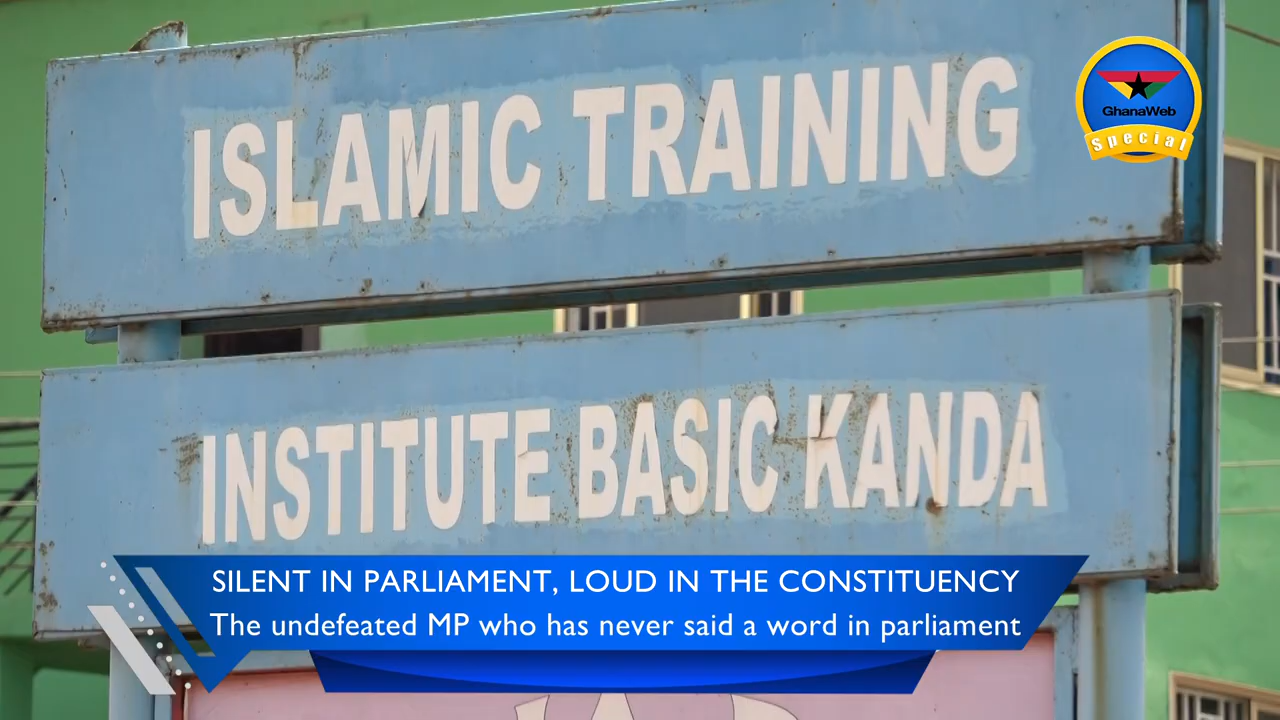 ISLAMIC TRAINING
INSTITUTE BASIC KANDA
GhanaWeb
Special
SILENT IN PARLIAMENT, LOUD IN THE CONSTITUENCY
The undefeated MP who has never said a word in parliament